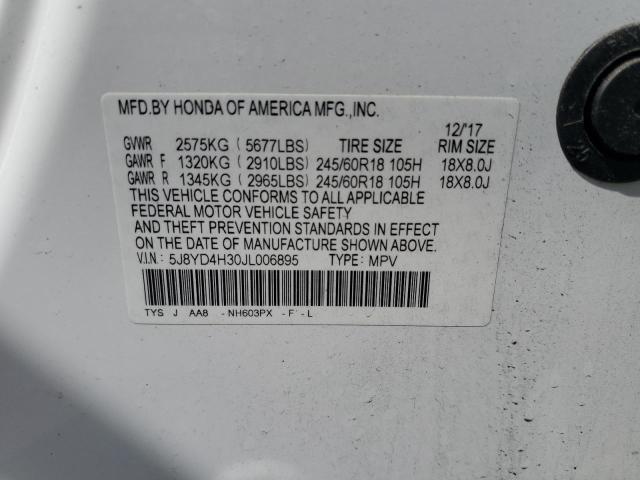 MFD.BY HONDA OF AMERICA MFG.,INC.
12/'17
GVWR 2575KG ( 5677LBS) TIRE SIZE RIM SIZE
GAWR F 1320KG ( 2910LBS) 245/60R18 105H 18X8.0J
GAWR R 1345KG ( 2965LBS) 245/60R18 105H 18X8.0J
THIS VEHICLE CONFORMS TO ALL APPLICABLE
FEDERAL MOTOR VEHICLE SAFETY
AND THEFT PREVENTION STANDARDS IN EFFECT
ON THE DATE OF MANUFACTURE SHOWN ABOVE.
V.I.N: 5J8YD4H30JL006895 TYPE: MPV
TYS J AA8 -NH603PX -F -L